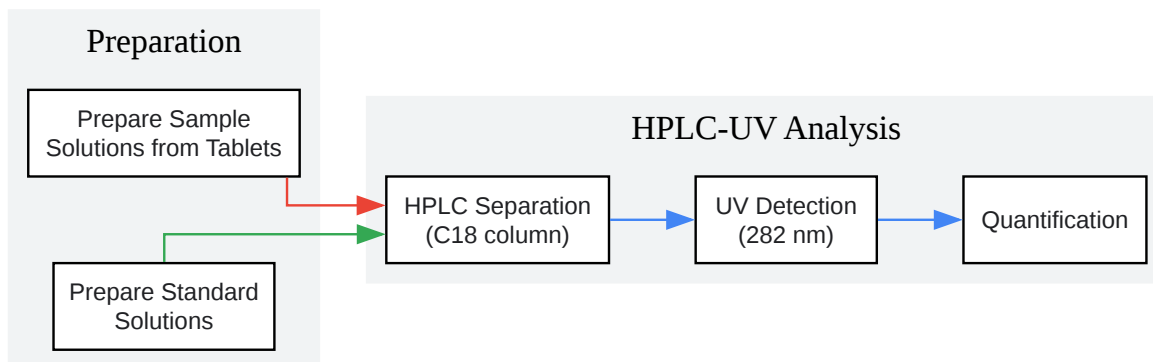 Preparation
Prepare Sample
Solutions from Tablets
Prepare Standard
Solutions
HPLC-UV Analysis
HPLC Separation
(C18 column)
UV Detection
(282 nm)
Quantification